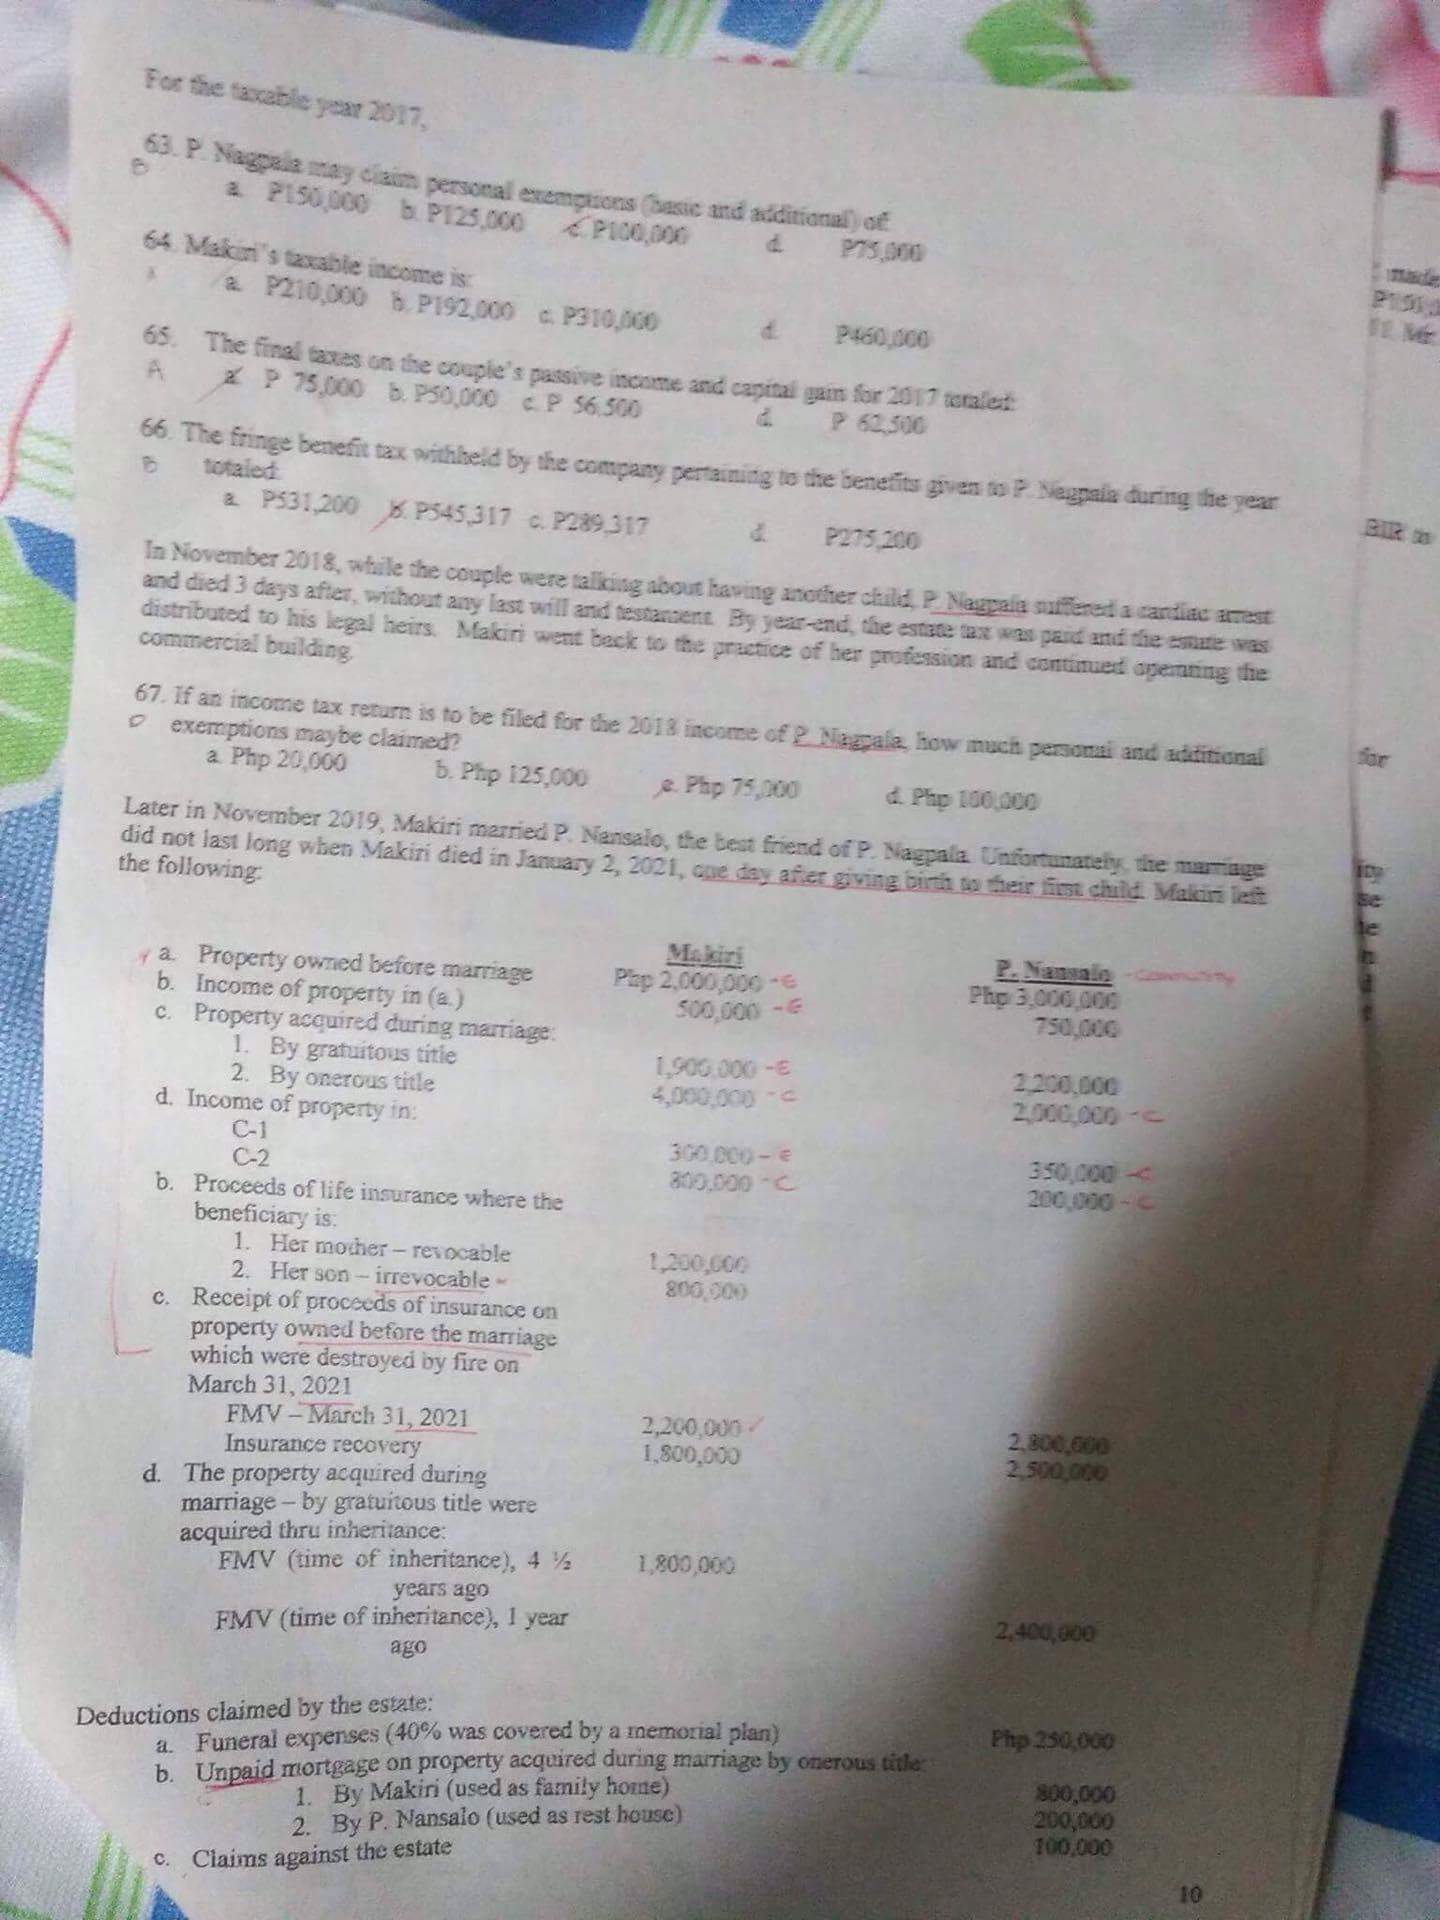 For the taxable year 2017,
63. P. Nagpala may claim personal exemptions (basic and additional) of:
B
a. P150,000 b. P125,000 c. P100,000 d. P75,000
64. Makiri's taxable income is:
a. P210,000 b. P192,000 c. P310,000 d. P460,000
65. The final taxes on the couple's passive income and capital gain for 2017 totaled:
A
a. P 75,000 b. P50,000 c. P 56,500 d. P 62,500
66. The fringe benefit tax withheld by the company pertaining to the benefits given to P. Nagpala during the year
B totaled:
a. P531,200 b. P545,317 c. P289,317 d. P275,200
In November 2018, while the couple were talking about having another child, P. Nagpala suffered a cardiac arrest
and died 3 days after, without any last will and testament. By year-end, the estate tax was paid and the estate was
distributed to his legal heirs. Makiri went back to the practice of her profession and continued operating the
commercial building.
67. If an income tax return is to be filed for the 2018 income of P. Nagpala, how much personal and additional
exemptions maybe claimed?
a. Php 20,000 b. Php 125,000 c. Php 75,000 d. Php 100,000
Later in November 2019, Makiri married P. Nansalo, the best friend of P. Nagpala. Unfortunately, the marriage
did not last long when Makiri died in January 2, 2021, one day after giving birth to their first child. Makiri left
the following:
Makiri P. Nansalo
a. Property owned before marriage Php 2,000,000 -E Php 3,000,000
b. Income of property in (a.) 500,000 -E 750,000
c. Property acquired during marriage:
1. By gratuitous title 1,900,000 -E 2,200,000
2. By onerous title 4,000,000 -C 2,000,000 -C
d. Income of property in:
C-1 300,000 -E 350,000 -C
C-2 800,000 -C 200,000 -C
b. Proceeds of life insurance where the
beneficiary is:
1. Her mother – revocable 1,200,000
2. Her son – irrevocable 800,000
c. Receipt of proceeds of insurance on
property owned before the marriage
which were destroyed by fire on
March 31, 2021
FMV – March 31, 2021 2,200,000 2,800,000
Insurance recovery 1,800,000 2,500,000
d. The property acquired during
marriage – by gratuitous title were
acquired thru inheritance:
FMV (time of inheritance), 4 ½ 1,800,000
years ago
FMV (time of inheritance), 1 year 2,400,000
ago
Deductions claimed by the estate:
a. Funeral expenses (40% was covered by a memorial plan) Php 250,000
b. Unpaid mortgage on property acquired during marriage by onerous title:
1. By Makiri (used as family home) 800,000
2. By P. Nansalo (used as rest house) 200,000
c. Claims against the estate 100,000
10
made
BIR
for